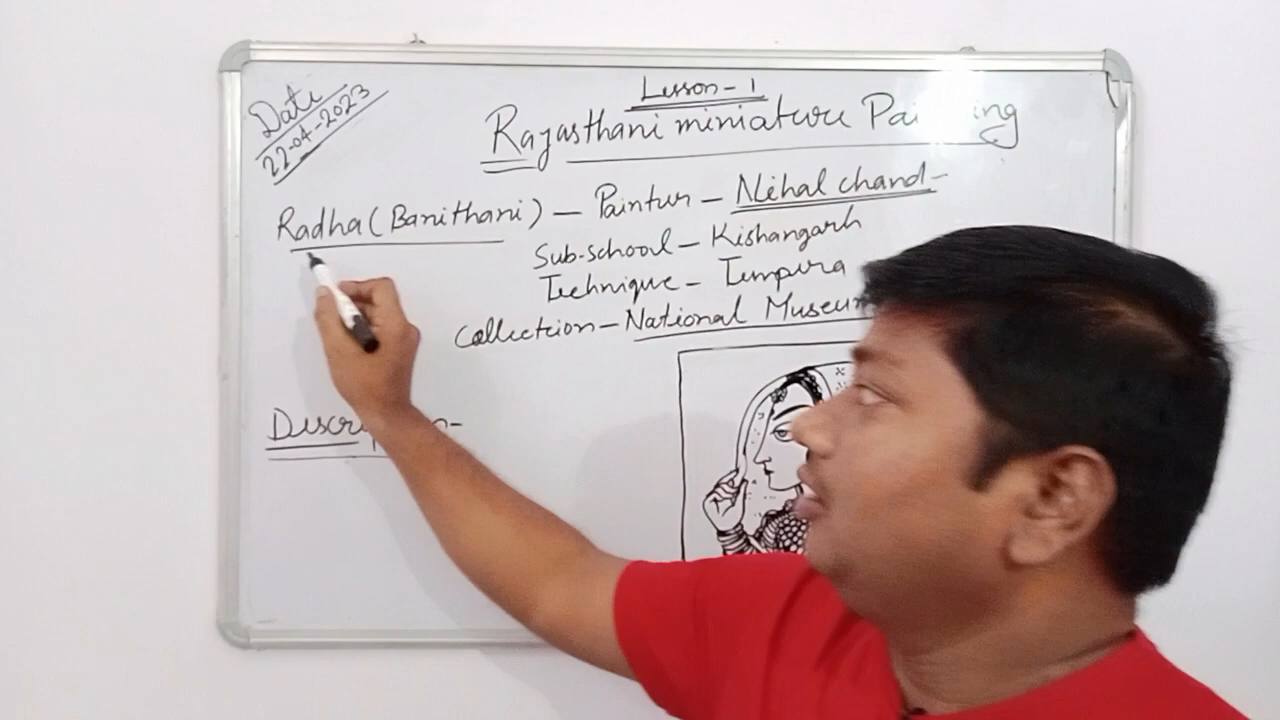 Date
22-04-2023
Lesson-1
Rajasthani miniature
Radha (Banithani) – Painter – Nihal chand-
Sub-school – Kishangarh
Technique – Tempera
Collection – National Museum